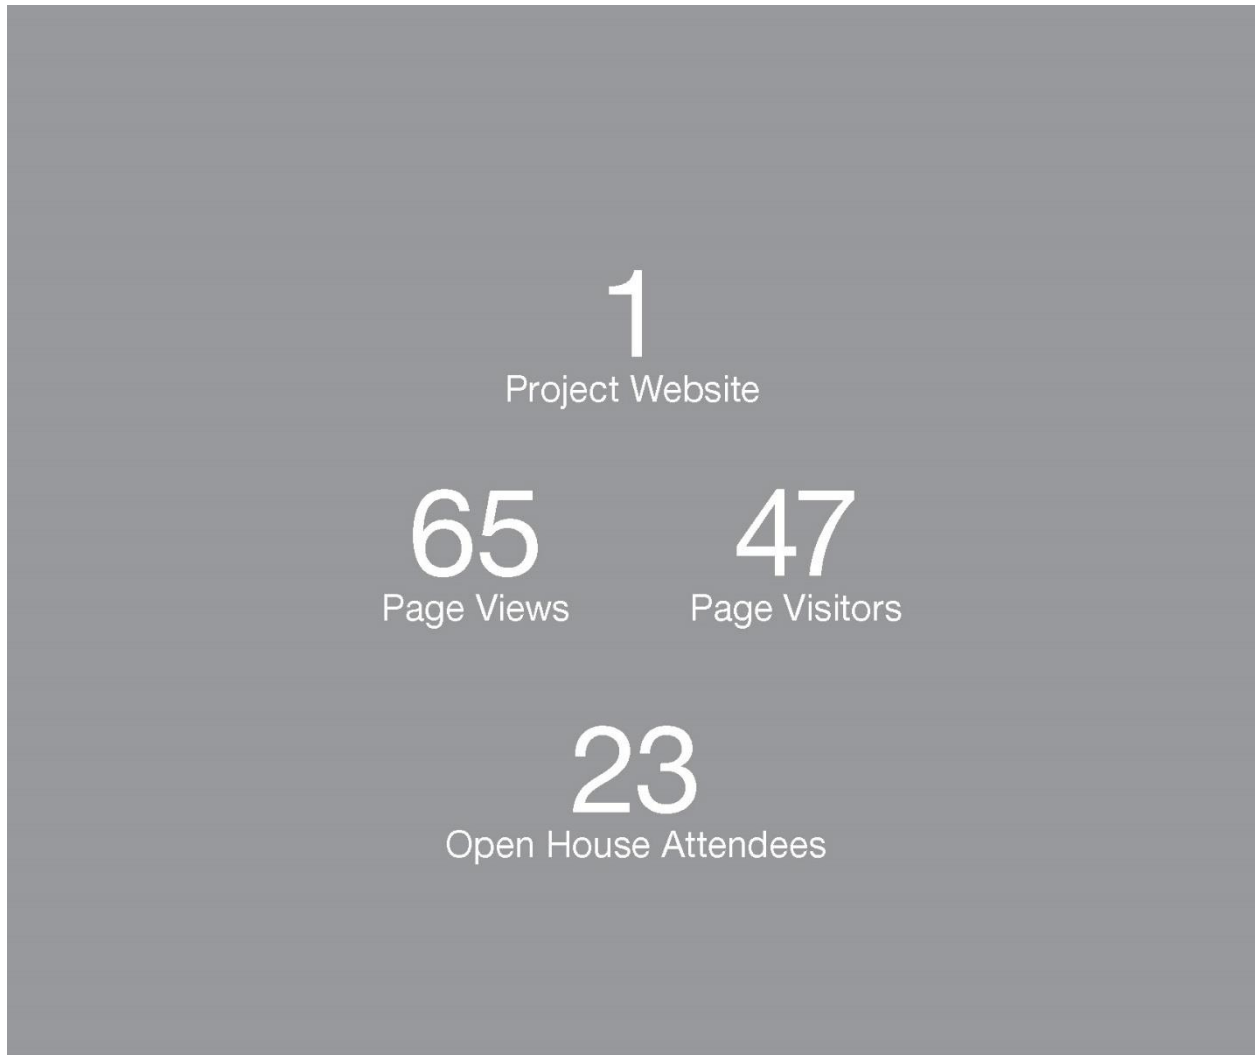 1
Project Website
65 47
Page Views Page Visitors
23
Open House Attendees